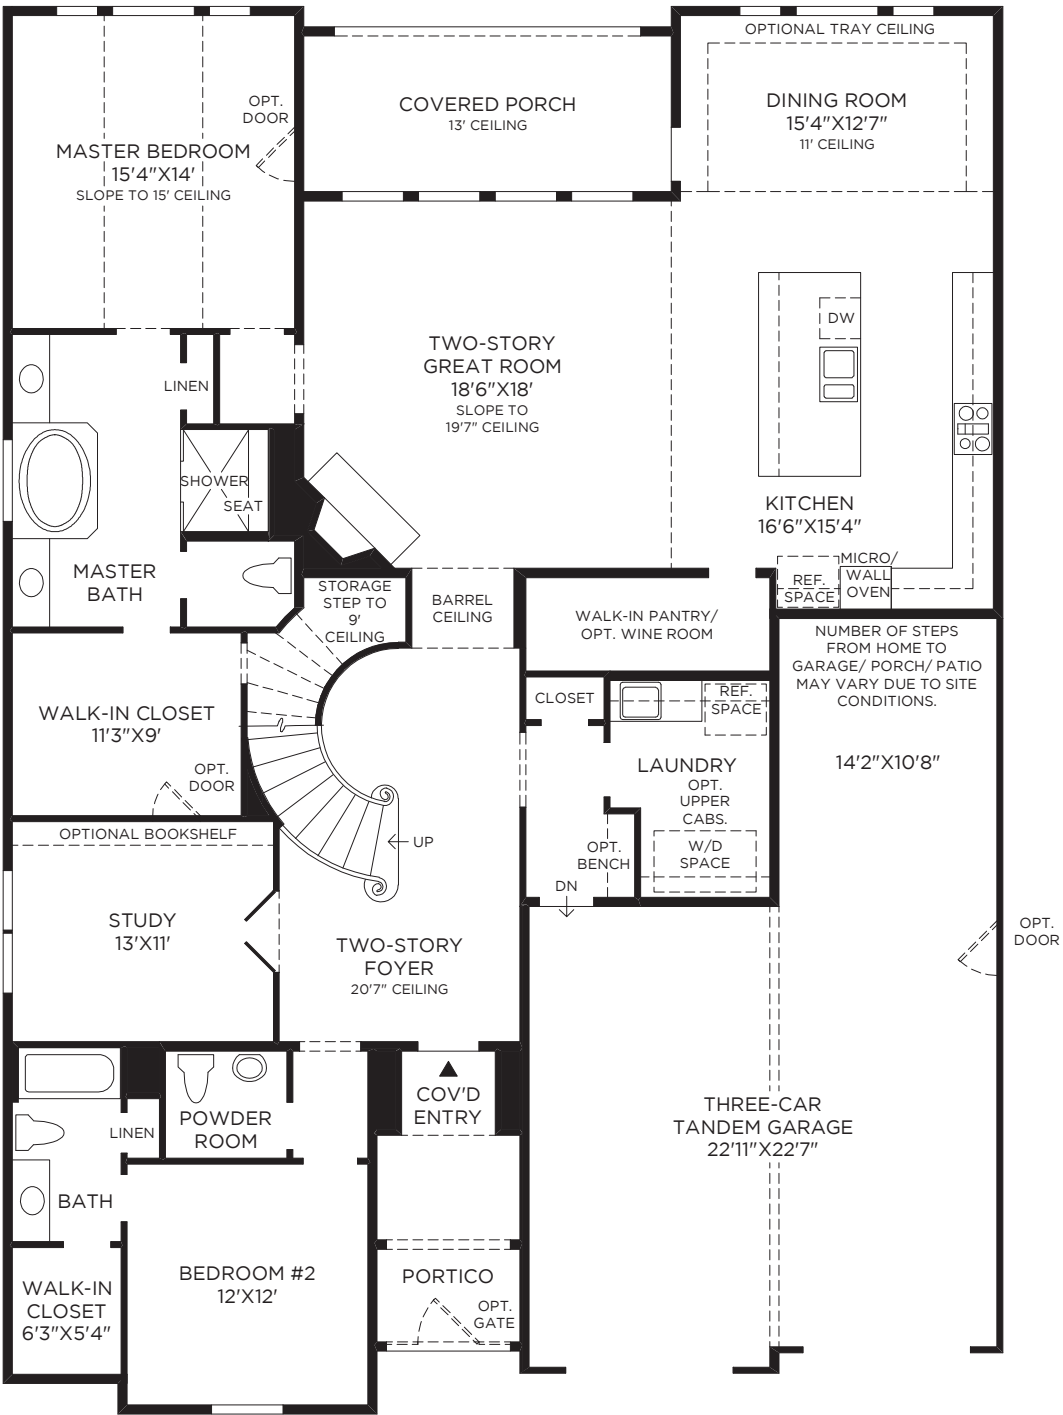 OPTIONAL TRAY CEILING
OPT.
DOOR
MASTER BEDROOM
15'4"X14'
SLOPE TO 15' CEILING
COVERED PORCH
13' CEILING
DINING ROOM
15'4"X12'7"
11' CEILING
TWO-STORY
GREAT ROOM
18'6"X18'
SLOPE TO
19'7" CEILING
DW
LINEN
SHOWER
SEAT
KITCHEN
16'6"X15'4"
MICRO/
WALL
OVEN
REF.
SPACE
MASTER
BATH
STORAGE
STEP TO
9'
CEILING
BARREL
CEILING
WALK-IN PANTRY/
OPT. WINE ROOM
NUMBER OF STEPS
FROM HOME TO
GARAGE/ PORCH/ PATIO
MAY VARY DUE TO SITE
CONDITIONS.
14'2"X10'8"
WALK-IN CLOSET
11'3"X9'
OPT.
DOOR
CLOSET
REF.
SPACE
LAUNDRY
OPT.
UPPER
CABS.
W/D
SPACE
OPT.
BENCH
DN
UP
OPTIONAL BOOKSHELF
STUDY
13'X11'
TWO-STORY
FOYER
20'7" CEILING
OPT.
DOOR
COV'D
ENTRY
POWDER
ROOM
LINEN
THREE-CAR
TANDEM GARAGE
22'11"X22'7"
BATH
WALK-IN
CLOSET
6'3"X5'4"
BEDROOM #2
12'X12'
PORTICO
OPT.
GATE